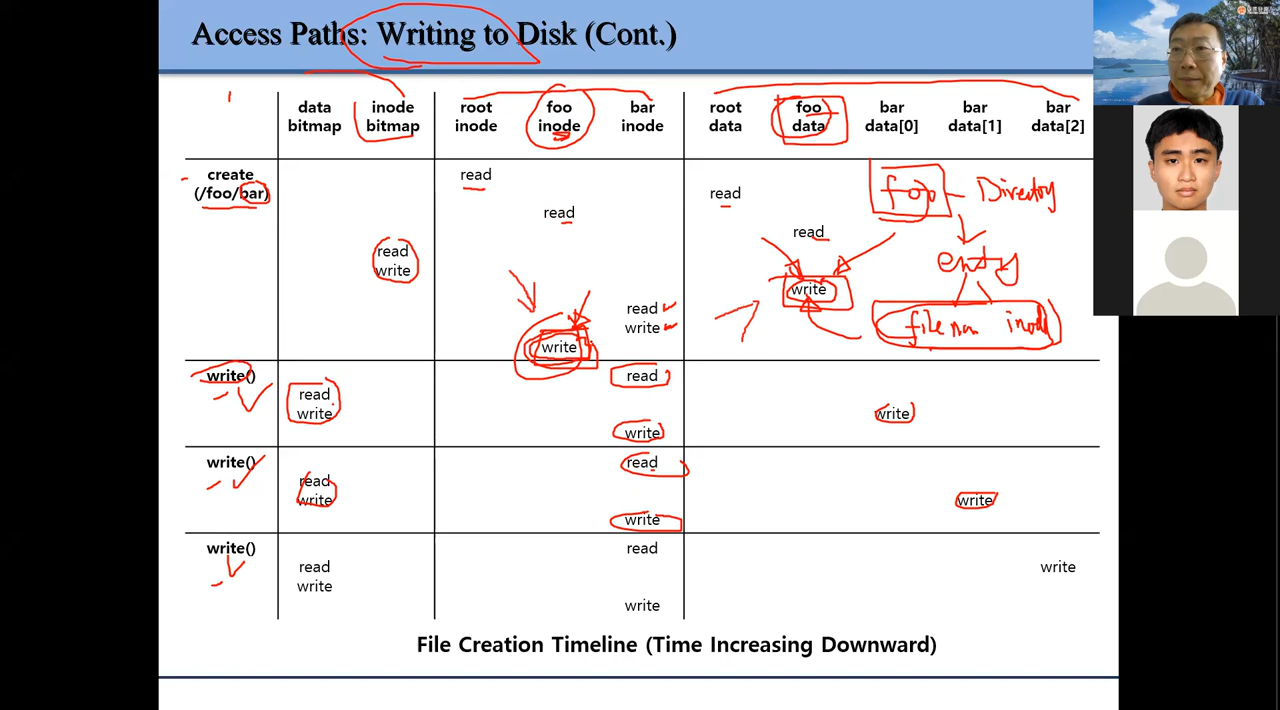 Access Paths: Writing to Disk (Cont.)
data bitmap inode bitmap root inode foo inode bar inode root data foo data bar data[0] bar data[1] bar data[2]
create (/foo/bar) read
read
read
read
read
write
write
read
write
write
foo - Directory
entry
inod
write() read
read
write write
write
write() read
read
write write
write
write() read
read write
write
write
File Creation Timeline (Time Increasing Downward)